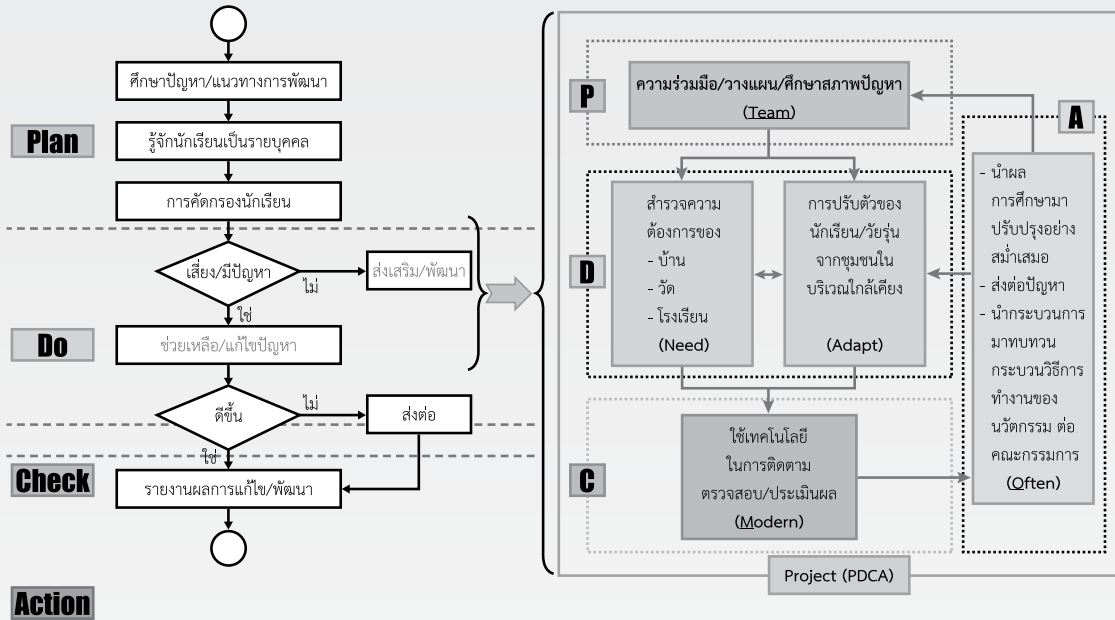 Plan
ศึกษาปัญหา/แนวทางการพัฒนา
รู้จักนักเรียนเป็นรายบุคคล
การคัดกรองนักเรียน
Do
เสี่ยง/มีปัญหา
ไม่
ส่งเสริม/พัฒนา
ใช่
ช่วยเหลือ/แก้ไขปัญหา
ดีขึ้น
ไม่
ส่งต่อ
ใช่
Check
รายงานผลการแก้ไข/พัฒนา
Action
P
ความร่วมมือ/วางแผน/ศึกษาสภาพปัญหา
(Team)
D
สำรวจความ
ต้องการของ
- บ้าน
- วัด
- โรงเรียน
(Need)
การปรับตัวของ
นักเรียน/วัยรุ่น
จากชุมชนใน
บริเวณใกล้เคียง
(Adapt)
C
ใช้เทคโนโลยี
ในการติดตาม
ตรวจสอบ/ประเมินผล
(Modern)
A
- นำผล
การศึกษามา
ปรับปรุงอย่าง
สม่ำเสมอ
- ส่งต่อปัญหา
- นำกระบวนการ
มาทบทวน
กระบวนวิธีการ
ทำงานของ
นวัตกรรม ต่อ
คณะกรรมการ
(Often)
Project (PDCA)